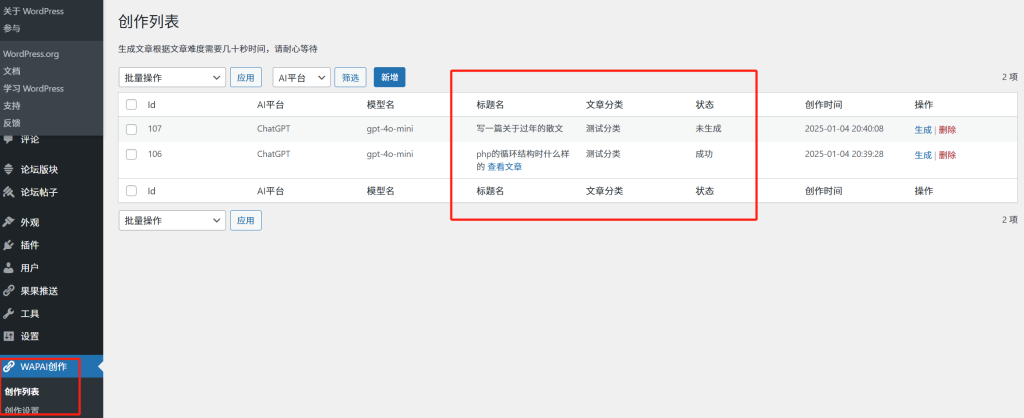 关于 WordPress
参与
WordPress.org
文档
学习 WordPress
支持
反馈
评论
论坛版块
论坛帖子
外观
插件
用户
果果推送
工具
设置
WAPAI创作
创作列表
创作设置
创作列表
生成文章根据文章难度需要几十秒时间，请耐心等待
批量操作 应用 AI平台 筛选 新增 2 项
Id AI平台 模型名 标题名 文章分类 状态 创作时间 操作
107 ChatGPT gpt-4o-mini 写一篇关于过年的散文 测试分类 未生成 2025-01-04 20:40:08 生成 | 删除
106 ChatGPT gpt-4o-mini php的循环结构时什么样 测试分类 成功 2025-01-04 20:39:28 生成 | 删除
的 查看文章
Id AI平台 模型名 标题名 文章分类 状态 创作时间 操作
批量操作 应用 2 项